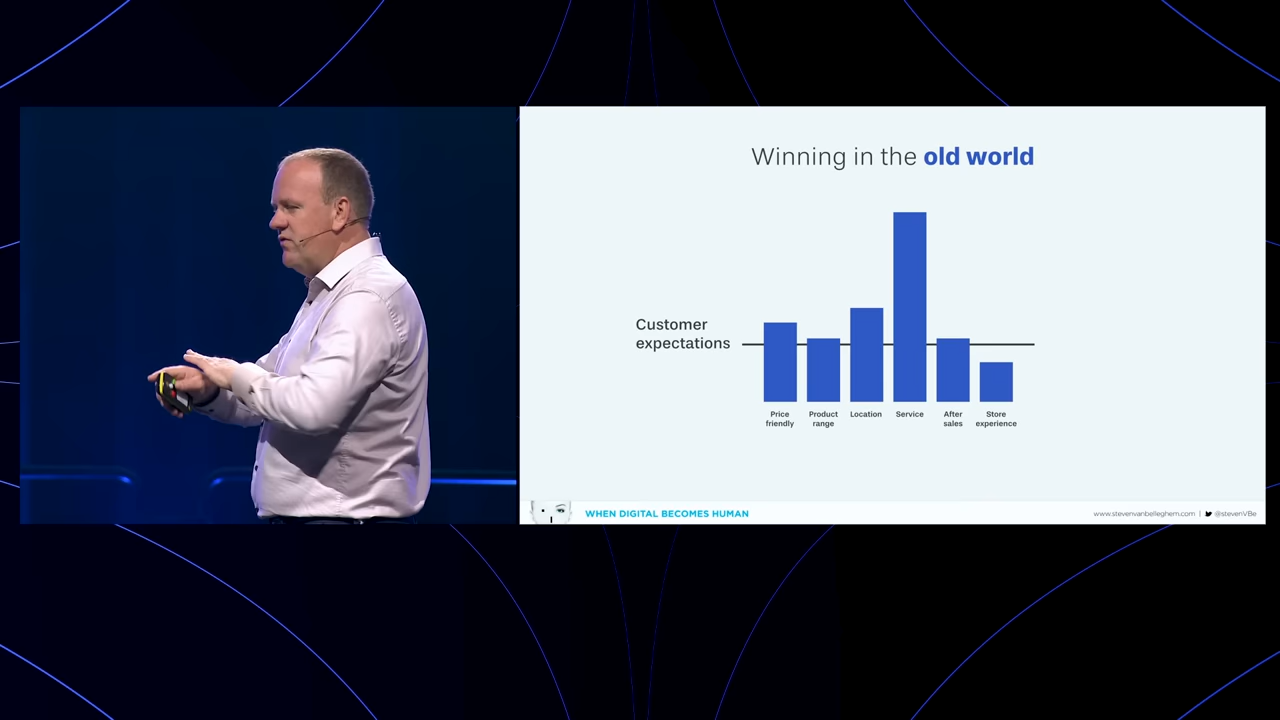 Winning in the old world
Customer
expectations
Price
friendly
Product
range
Location
Service
After
sales
Store
experience
WHEN DIGITAL BECOMES HUMAN
www.stevenvanbelleghem.com | @stevenVBe